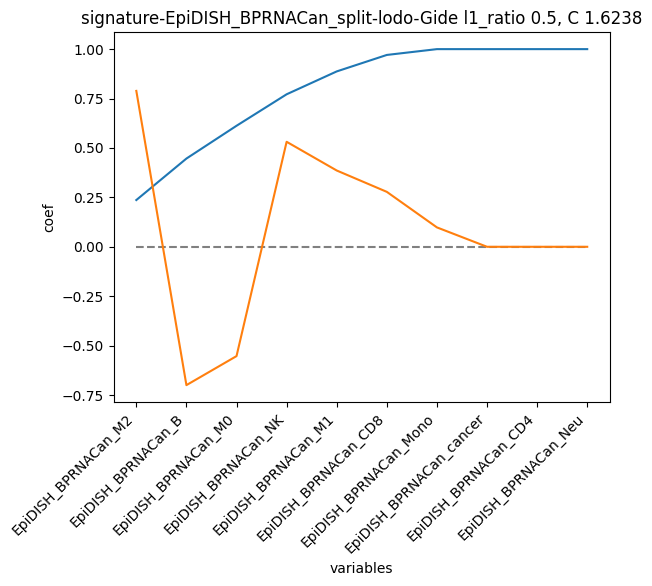 signature-EpiDISH_BPRNACan_split-lodo-Gide l1_ratio 0.5, C 1.6238
1.00
0.75
0.50
0.25
0.00
−0.25
−0.50
−0.75
coef
EpiDISH_BPRNACan_M2
EpiDISH_BPRNACan_B
EpiDISH_BPRNACan_M0
EpiDISH_BPRNACan_NK
EpiDISH_BPRNACan_M1
EpiDISH_BPRNACan_CD8
EpiDISH_BPRNACan_Mono
EpiDISH_BPRNACan_cancer
EpiDISH_BPRNACan_CD4
EpiDISH_BPRNACan_Neu
variables